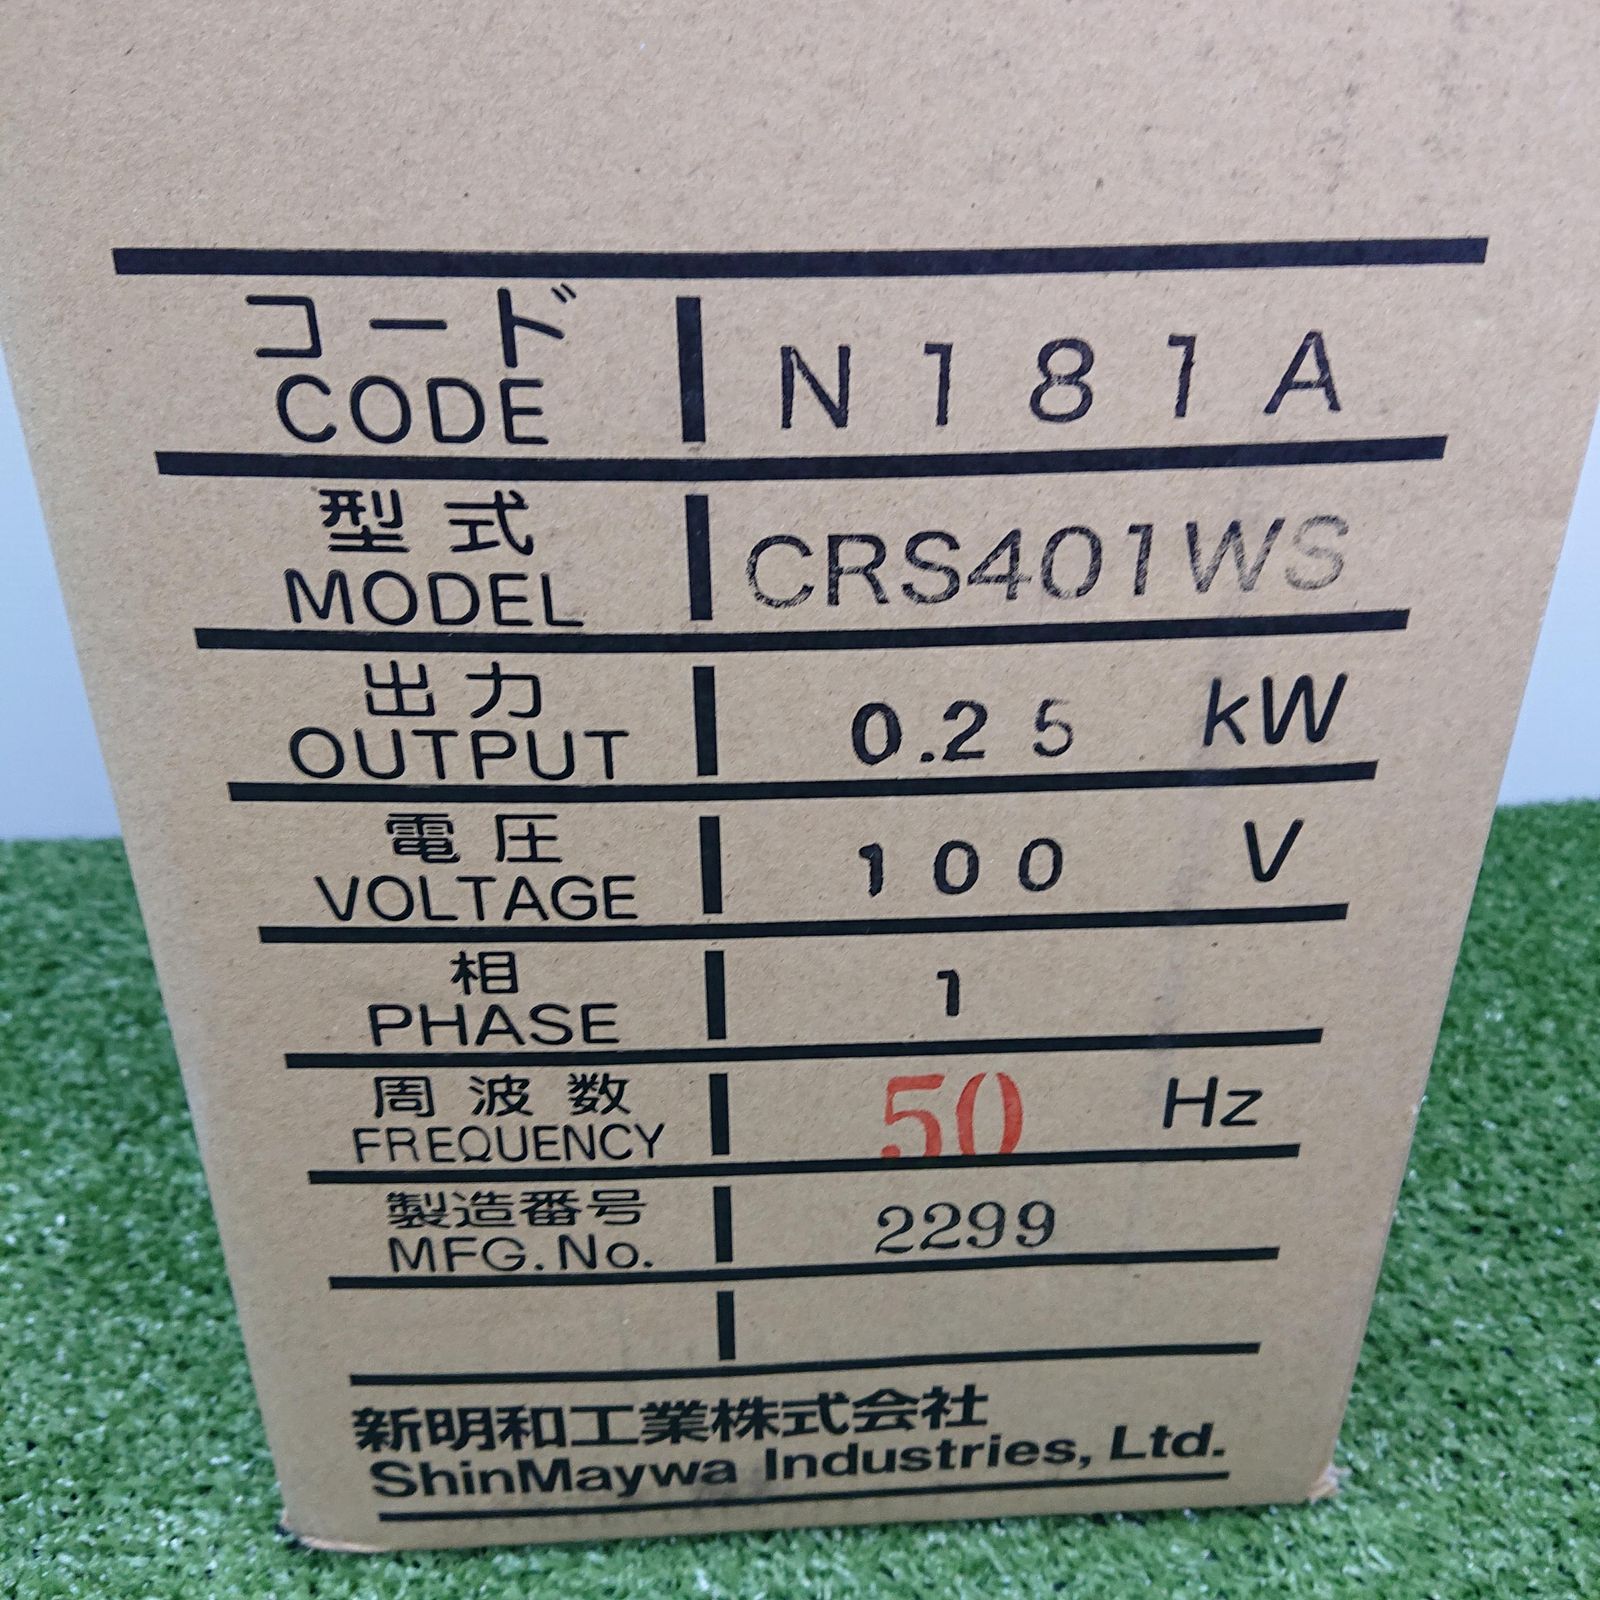 コード
CODE
N181A
型式
MODEL
CRS401WS
出力
OUTPUT
0.25 kW
電圧
VOLTAGE
100 V
相
PHASE
1
周波数
FREQUENCY
50 Hz
製造番号
MFG.No.
2299
新明和工業株式会社
ShinMaywa Industries, Ltd.